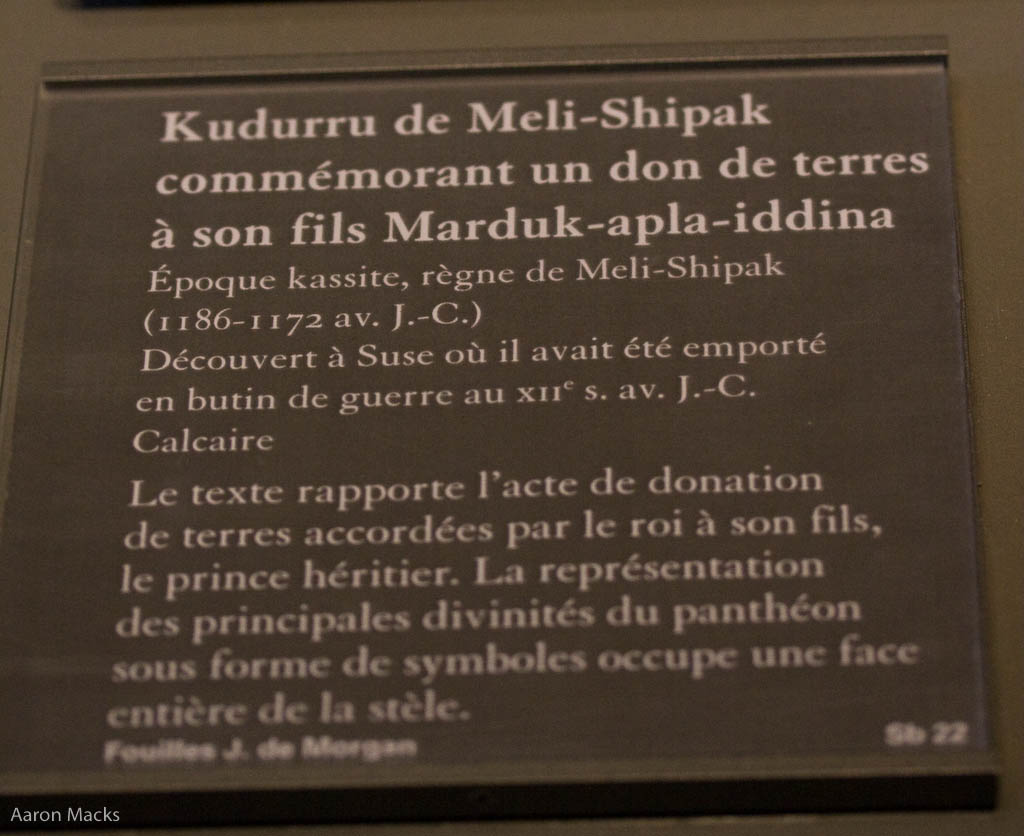 Kudurru de Meli-Shipak
commémorant un don de terres
à son fils Marduk-apla-iddina
Époque kassite, règne de Meli-Shipak
(1186-1172 av. J.-C.)
Découvert à Suse où il avait été emporté
en butin de guerre au XIIe s. av. J.-C.
Calcaire
Le texte rapporte l'acte de donation
de terres accordées par le roi à son fils,
le prince héritier. La représentation
des principales divinités du panthéon
sous forme de symboles occupe une face
entière de la stèle.
Fouilles J. de Morgan
Sb 22
Aaron Macks